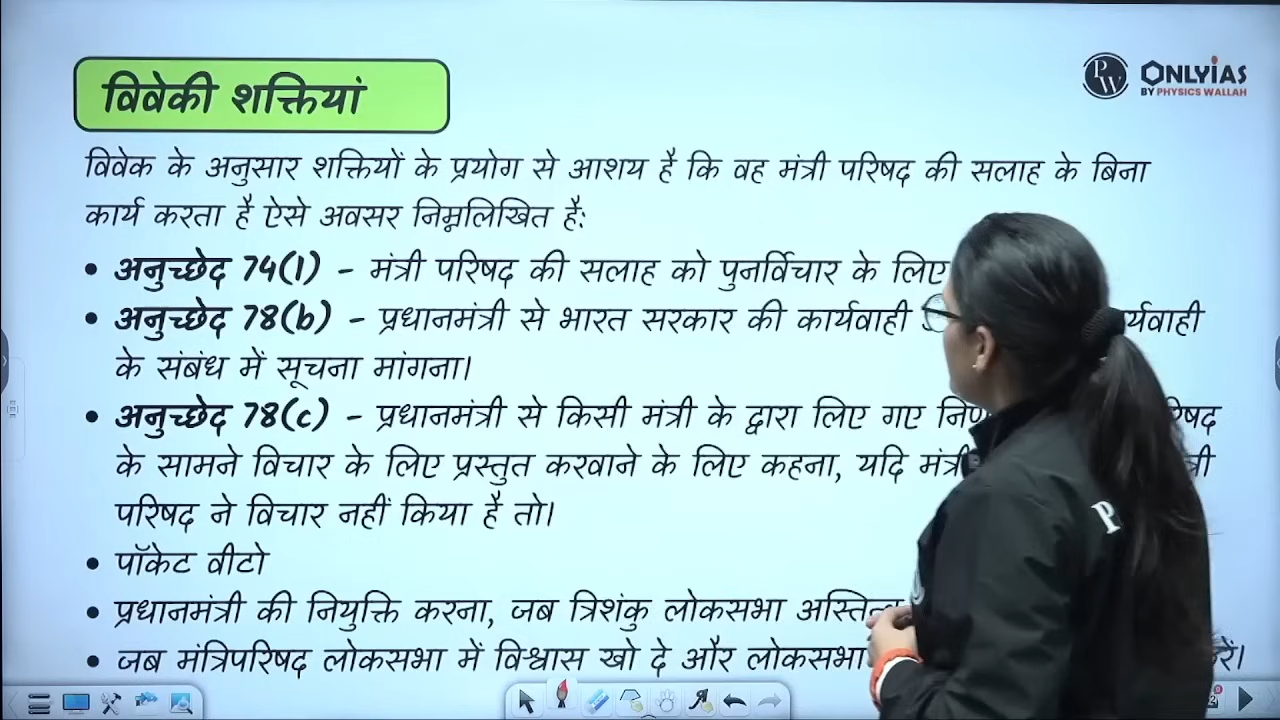 विवेकी शक्तियां
PW ONLYIAS
BY PHYSICS WALLAH
विवेक के अनुसार शक्तियों के प्रयोग से आशय है कि वह मंत्री परिषद की सलाह के बिना
कार्य करता है ऐसे अवसर निम्नलिखित है:
• अनुच्छेद 74(1) - मंत्री परिषद की सलाह को पुनर्विचार के लिए
• अनुच्छेद 78(b) - प्रधानमंत्री से भारत सरकार की कार्यवाही
के संबंध में सूचना मांगना।
• अनुच्छेद 78(c) - प्रधानमंत्री से किसी मंत्री के द्वारा लिए गए
के सामने विचार के लिए प्रस्तुत करवाने के लिए कहना, यदि
परिषद ने विचार नहीं किया है तो।
• पॉकेट वीटो
• प्रधानमंत्री की नियुक्ति करना, जब त्रिशंकु लोकसभा
• जब मंत्रिपरिषद लोकसभा में विश्वास खो दे और लोकसभा
P